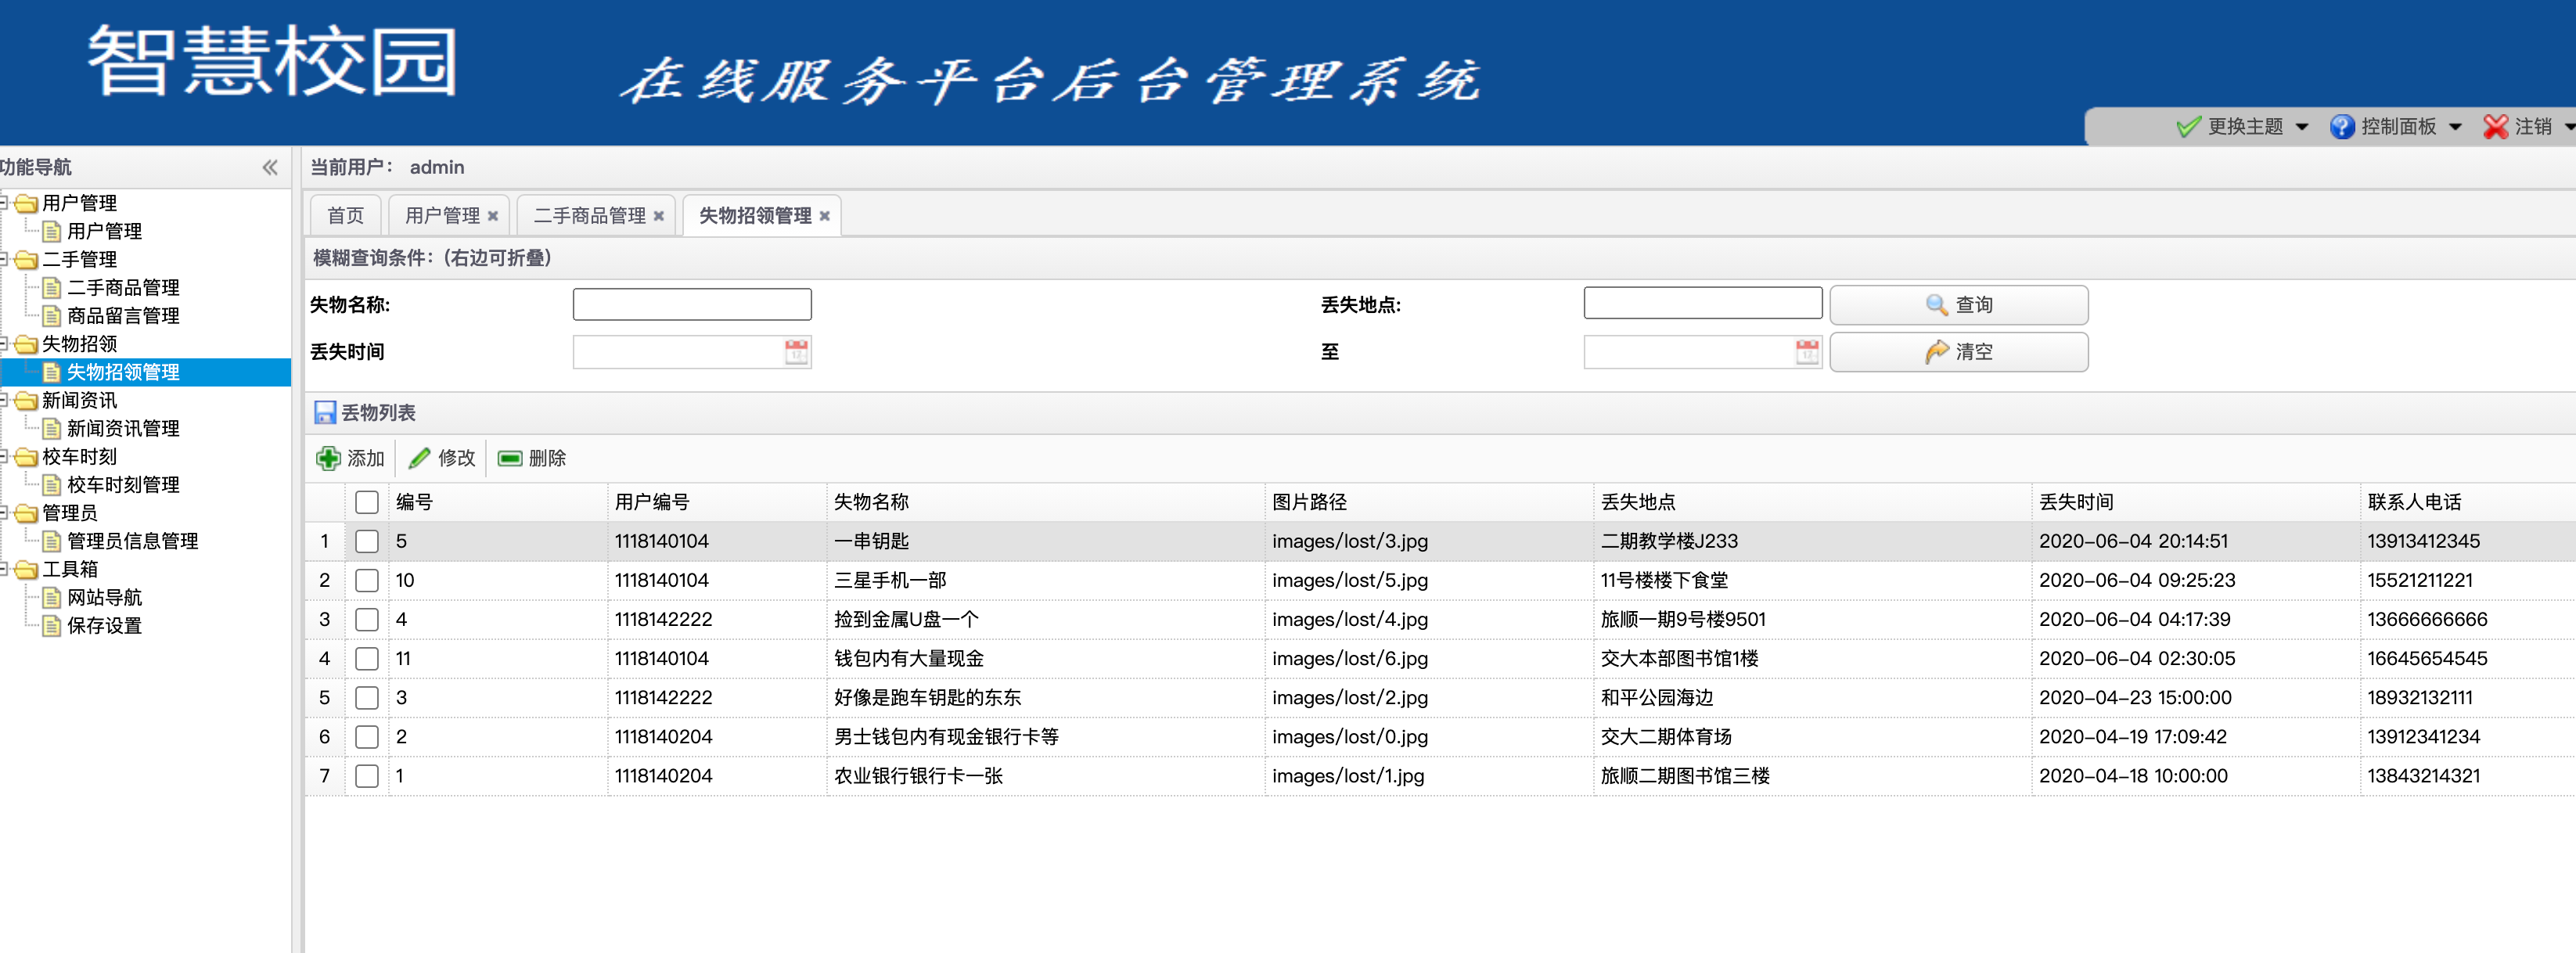 智慧校园 在线服务平台后台管理系统
更换主题 控制面板 注销
功能导航
用户管理
用户管理
二手管理
二手商品管理
商品留言管理
失物招领
失物招领管理
新闻资讯
新闻资讯管理
校车时刻
校车时刻管理
管理员
管理员信息管理
工具箱
网站导航
保存设置
当前用户： admin
首页 用户管理 二手商品管理 失物招领管理
模糊查询条件：(右边可折叠)
失物名称: 丢失地点: 查询
丢失时间 至 清空
丢物列表
添加 修改 删除
编号 用户编号 失物名称 图片路径 丢失地点 丢失时间 联系人电话
1 5 1118140104 一串钥匙 images/lost/3.jpg 二期教学楼J233 2020-06-04 20:14:51 13913412345
2 10 1118140104 三星手机一部 images/lost/5.jpg 11号楼楼下食堂 2020-06-04 09:25:23 15521211221
3 4 1118142222 捡到金属U盘一个 images/lost/4.jpg 旅顺一期9号楼9501 2020-06-04 04:17:39 13666666666
4 11 1118140104 钱包内有大量现金 images/lost/6.jpg 交大本部图书馆1楼 2020-06-04 02:30:05 16645654545
5 3 1118142222 好像是跑车钥匙的东东 images/lost/2.jpg 和平公园海边 2020-04-23 15:00:00 18932132111
6 2 1118140204 男士钱包内有现金银行卡等 images/lost/0.jpg 交大二期体育场 2020-04-19 17:09:42 13912341234
7 1 1118140204 农业银行银行卡一张 images/lost/1.jpg 旅顺二期图书馆三楼 2020-04-18 10:00:00 13843214321